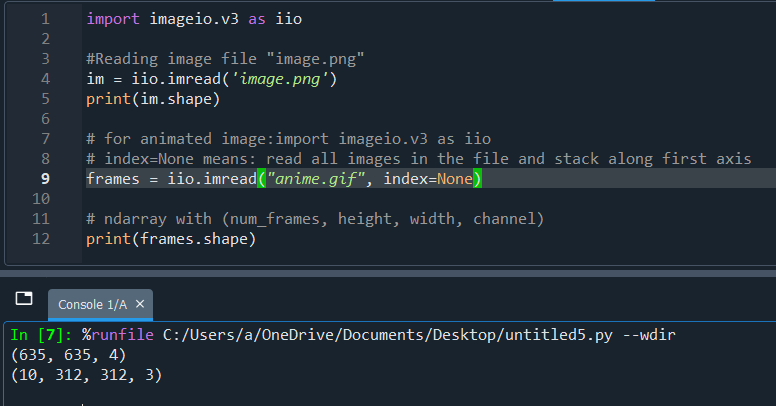 1 import imageio.v3 as iio
2
3 #Reading image file "image.png"
4 im = iio.imread('image.png')
5 print(im.shape)
6
7 # for animated image:import imageio.v3 as iio
8 # index=None means: read all images in the file and stack along first axis
9 frames = iio.imread("anime.gif", index=None)
10
11 # ndarray with (num_frames, height, width, channel)
12 print(frames.shape)
Console 1/A ×
In [7]: %runfile C:/Users/a/OneDrive/Documents/Desktop/untitled5.py --wdir
(635, 635, 4)
(10, 312, 312, 3)